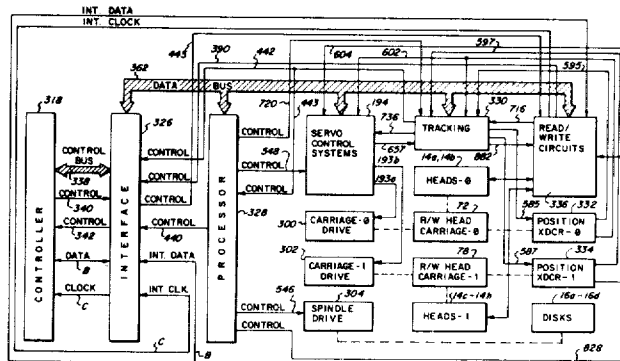 INT. DATA
INT. CLOCK
443
390
442
604
602
597
595
362
DATA BUS
720
443
194
330
716
318
326
736
CONTROL
SERVO CONTROL SYSTEMS
TRACKING
READ/WRITE CIRCUITS
CONTROL BUS
338
CONTROL
548
CONTROL
657
882
193b
14a, 14b
193a
CONTROL
CONTROL
HEADS-0
336
332
CONTROL
340
CONTROL
342
CONTROL
440
328
300
CARRIAGE-0 DRIVE
72
R/W HEAD CARRIAGE-0
585
POSITION XDCR-0
DATA
B
INT. DATA
302
78
587
334
CARRIAGE-1 DRIVE
R/W HEAD CARRIAGE-1
POSITION XDCR-1
CLOCK
C
INT CLK.
546
304
14c-14h
16a-16d
CONTROL
SPINDLE DRIVE
HEADS-1
DISKS
CONTROL
C
B
828
CONTROLLER
INTERFACE
PROCESSOR